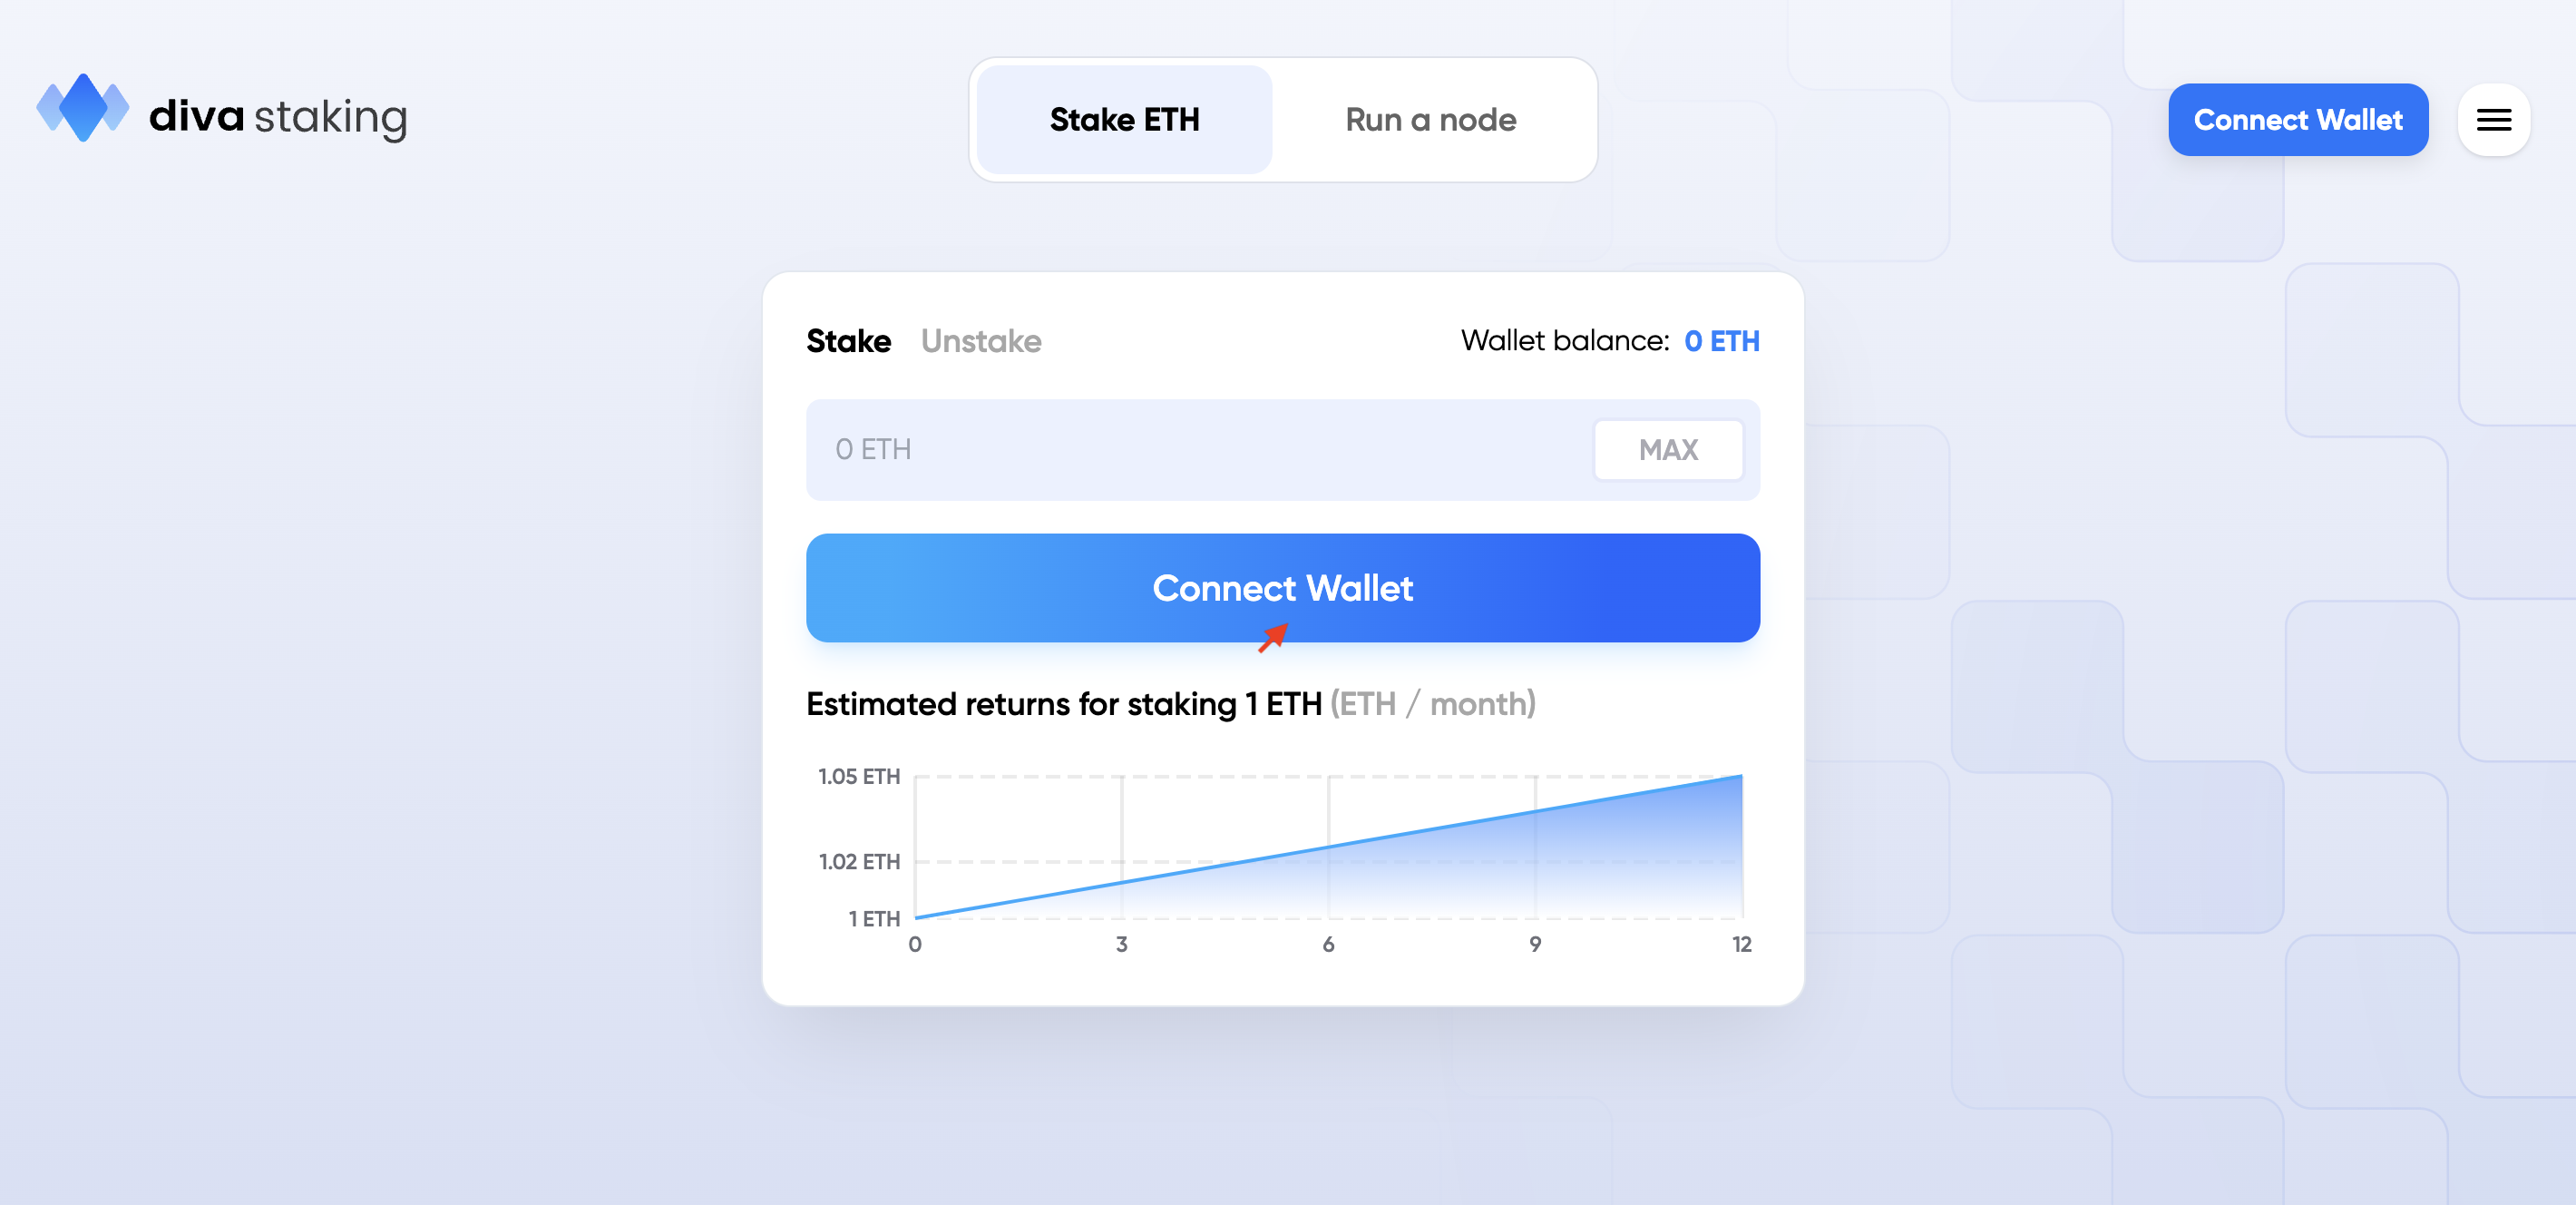 diva staking
Stake ETH
Run a node
Connect Wallet
Stake Unstake
Wallet balance: 0 ETH
0 ETH
MAX
Connect Wallet
Estimated returns for staking 1 ETH (ETH / month)
1.05 ETH
1.02 ETH
1 ETH
0 3 6 9 12